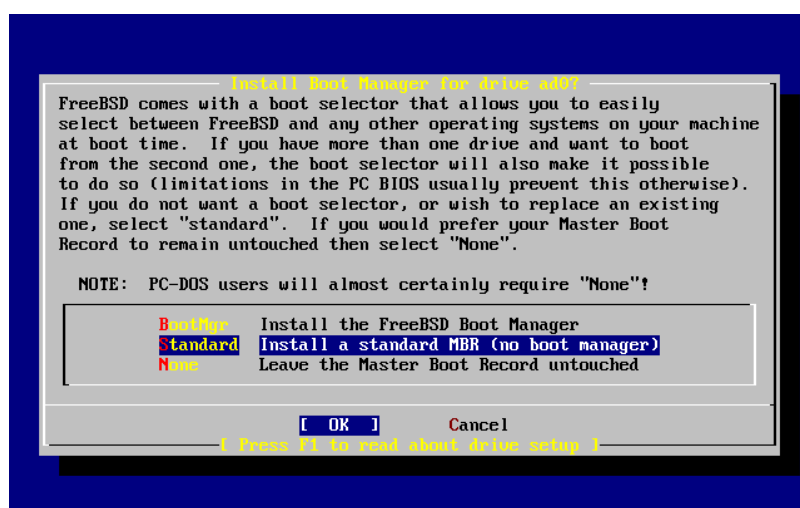 Install Boot Manager for drive ad0?
FreeBSD comes with a boot selector that allows you to easily
select between FreeBSD and any other operating systems on your machine
at boot time.  If you have more than one drive and want to boot
from the second one, the boot selector will also make it possible
to do so (limitations in the PC BIOS usually prevent this otherwise).
If you do not want a boot selector, or wish to replace an existing
one, select "standard".  If you would prefer your Master Boot
Record to remain untouched then select "None".
NOTE:  PC-DOS users will almost certainly require "None"!
BootMgr   Install the FreeBSD Boot Manager
Standard  Install a standard MBR (no boot manager)
None      Leave the Master Boot Record untouched
[  OK  ]      Cancel
[ Press F1 to read about drive setup ]